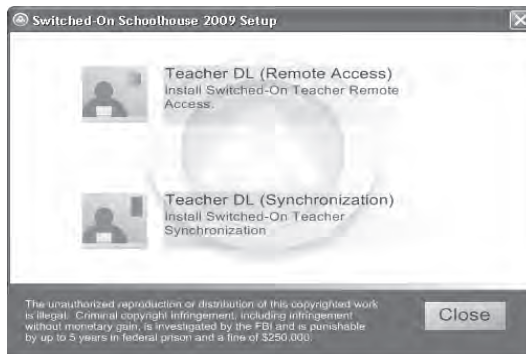 Switched-On Schoolhouse 2009 Setup
Teacher DL (Remote Access)
Install Switched-On Teacher Remote
Access.
Teacher DL (Synchronization)
Install Switched-On Teacher
Synchronization
The unauthorized reproduction or distribution of this copyrighted work
is illegal. Criminal copyright infringement, including infringement
without monetary gain, is investigated by the FBI and is punishable
by up to 5 years in federal prison and a fine of $250,000.
Close